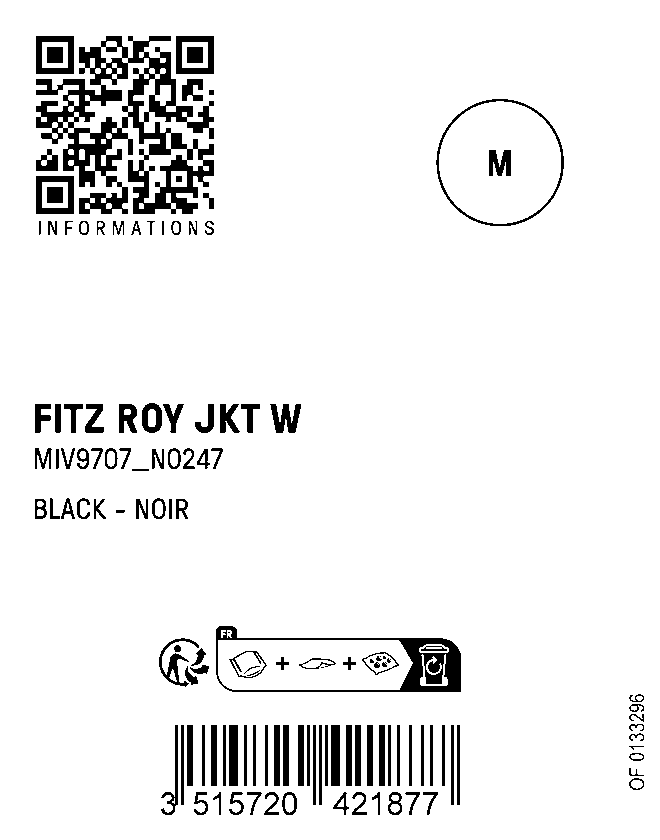 INFORMATIONS
M
FITZ ROY JKT W
MIV9707_N0247
BLACK - NOIR
FR
3 515720 421877
OF 0133296